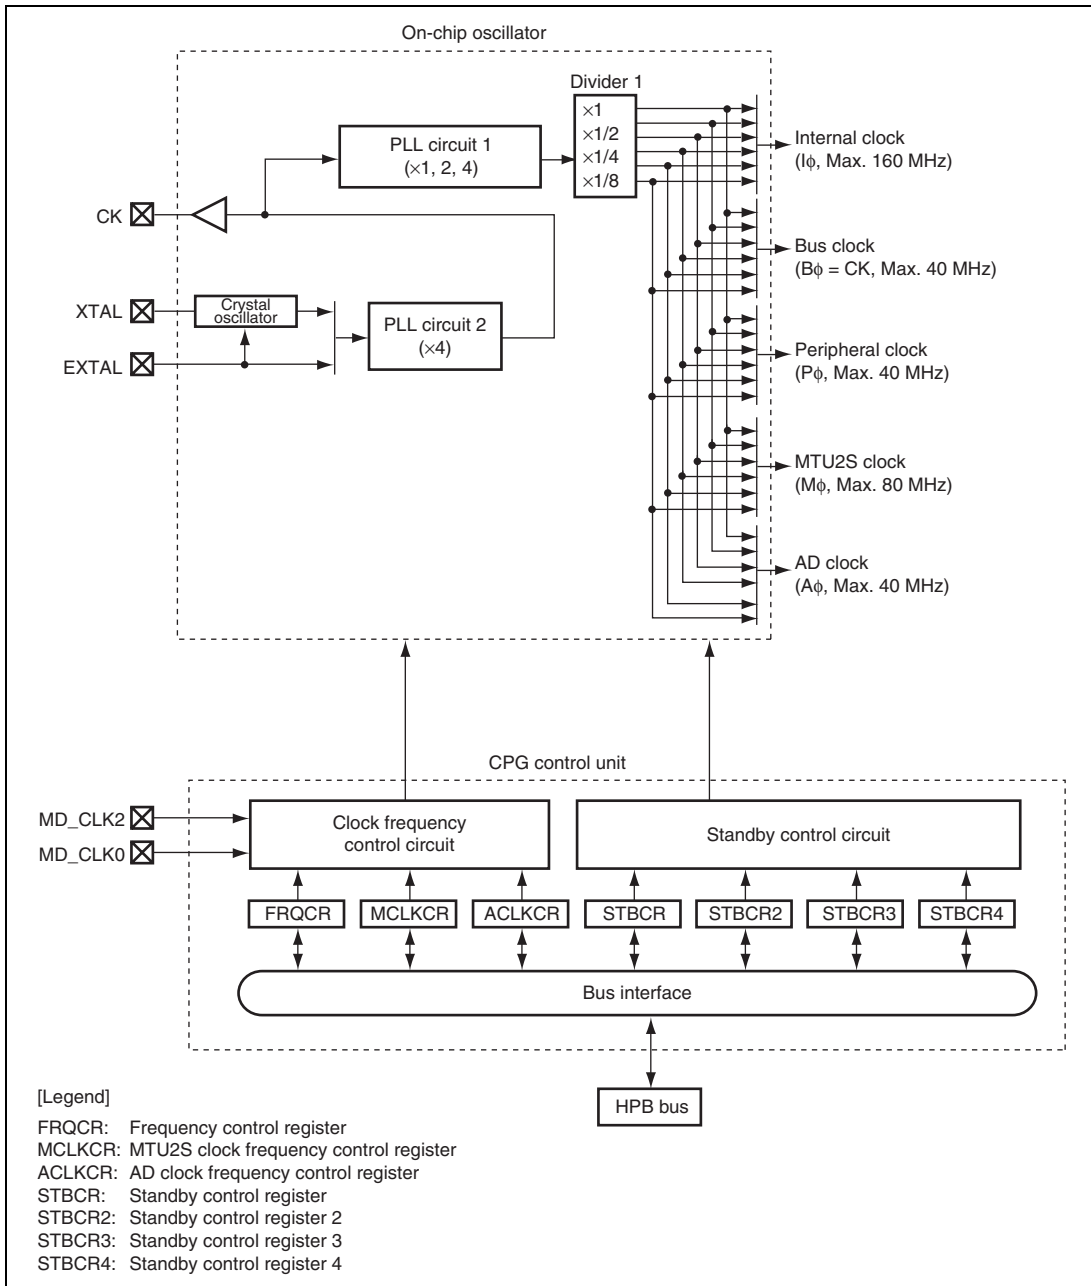 On-chip oscillator
Divider 1
×1
×1/2
×1/4
×1/8
PLL circuit 1
(×1, 2, 4)
Internal clock
(Iϕ, Max. 160 MHz)
CK
Bus clock
(Bϕ = CK, Max. 40 MHz)
XTAL
Crystal
oscillator
PLL circuit 2
(×4)
EXTAL
Peripheral clock
(Pϕ, Max. 40 MHz)
MTU2S clock
(Mϕ, Max. 80 MHz)
AD clock
(Aϕ, Max. 40 MHz)
CPG control unit
MD_CLK2
MD_CLK0
Clock frequency
control circuit
Standby control circuit
FRQCR
MCLKCR
ACLKCR
STBCR
STBCR2
STBCR3
STBCR4
Bus interface
HPB bus
[Legend]
FRQCR: Frequency control register
MCLKCR: MTU2S clock frequency control register
ACLKCR: AD clock frequency control register
STBCR: Standby control register
STBCR2: Standby control register 2
STBCR3: Standby control register 3
STBCR4: Standby control register 4